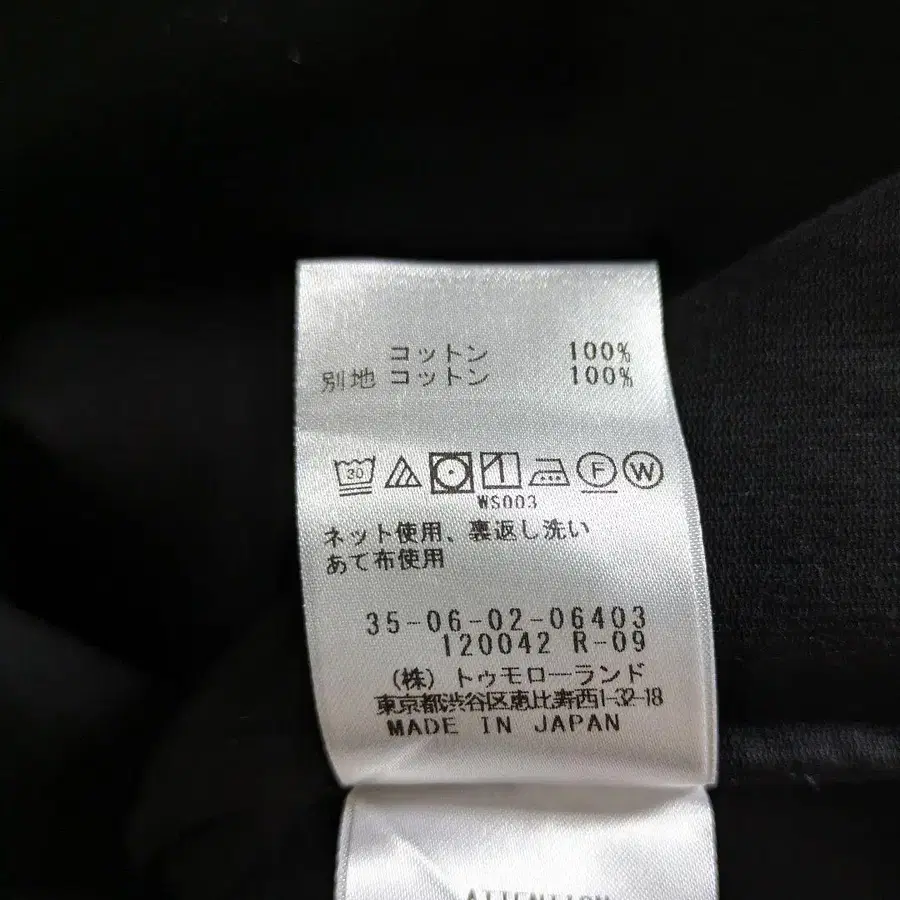 コットン 100%
別地 コットン 100%
30 F W
WS003
ネット使用、裏返し洗い
あて布使用
35-06-02-06403
120042 R-09
(株)トゥモローランド
東京都渋谷区恵比寿西1-32-18
MADE IN JAPAN
ATTENTION